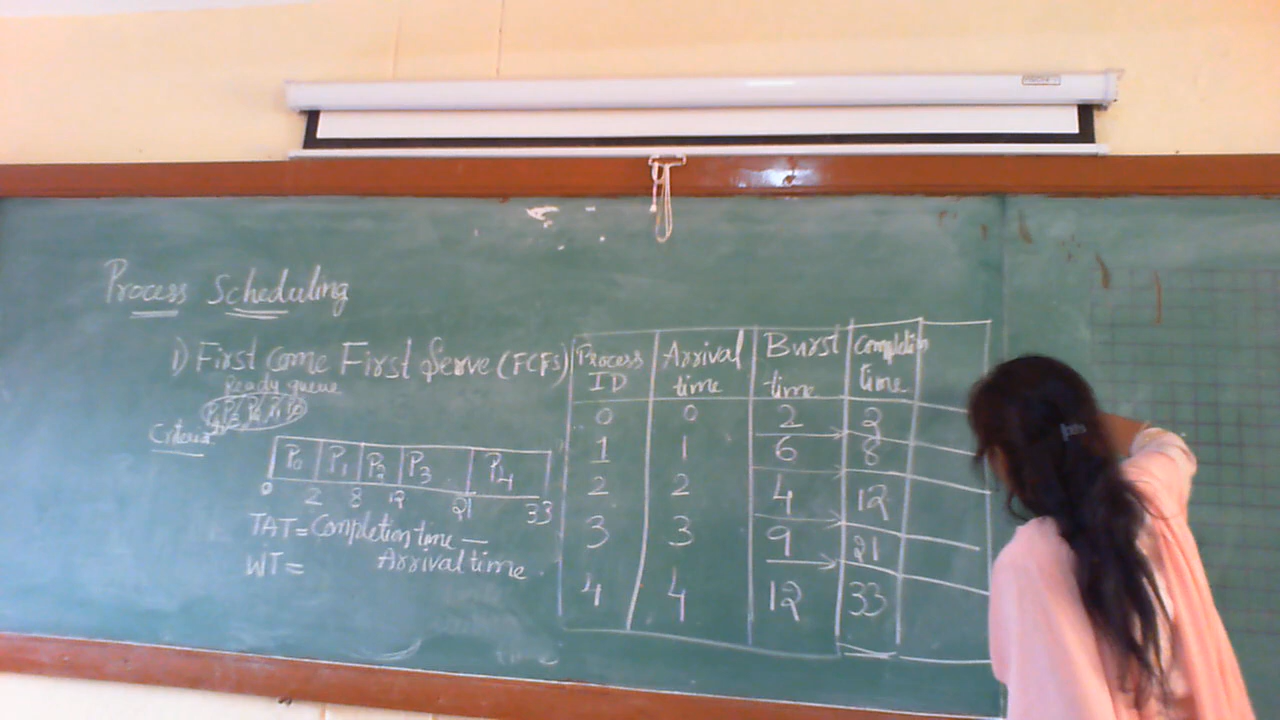 Process Scheduling
1) First come First Serve (FCFS)
Ready queue
Criteria
P0 P1 P2 P3 P4
0 2 8 12 21 33
TAT = Completion time —
Arrival time
WT =
Process ID Arrival time Burst time Completion time
0 0 2 2
1 1 6 8
2 2 4 12
3 3 9 21
4 4 12 33